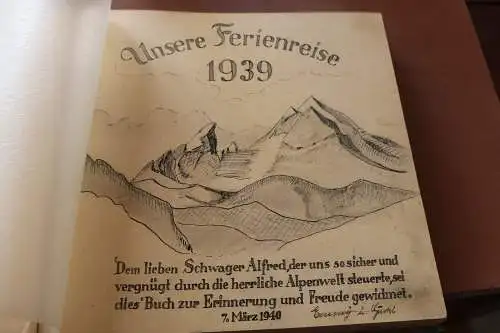 Unsere Ferienreise
1939
Dem lieben Schwager Alfred, der uns so sicher und
vergnügt durch die herrliche Alpenwelt steuerte, sei
dies Buch zur Erinnerung und Freude gewidmet.
7. März 1940